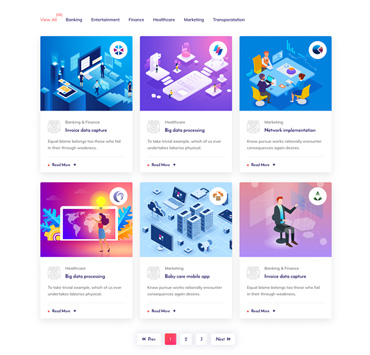 View All
Banking
Entertainment
Finance
Healthcare
Marketing
Transportation
Banking & Finance
Invoice data capture
Equal blame belongs too those who fail
in their through weakness.
Read More
Healthcare
Big data processing
To take trivial example, which of us ever
undertakes laborius physical.
Read More
Marketing
Network implementation
Know pursue works rationally encounter
consequences again desires.
Read More
Healthcare
Big data processing
To take trivial example, which of us ever
undertakes laborius physical.
Read More
Marketing
Baby care mobile app
Know pursue works rationally encounter
consequences again desires.
Read More
Banking & Finance
Invoice data capture
Equal blame belongs too those who fail
in their through weakness.
Read More
Prev
1
2
3
Next